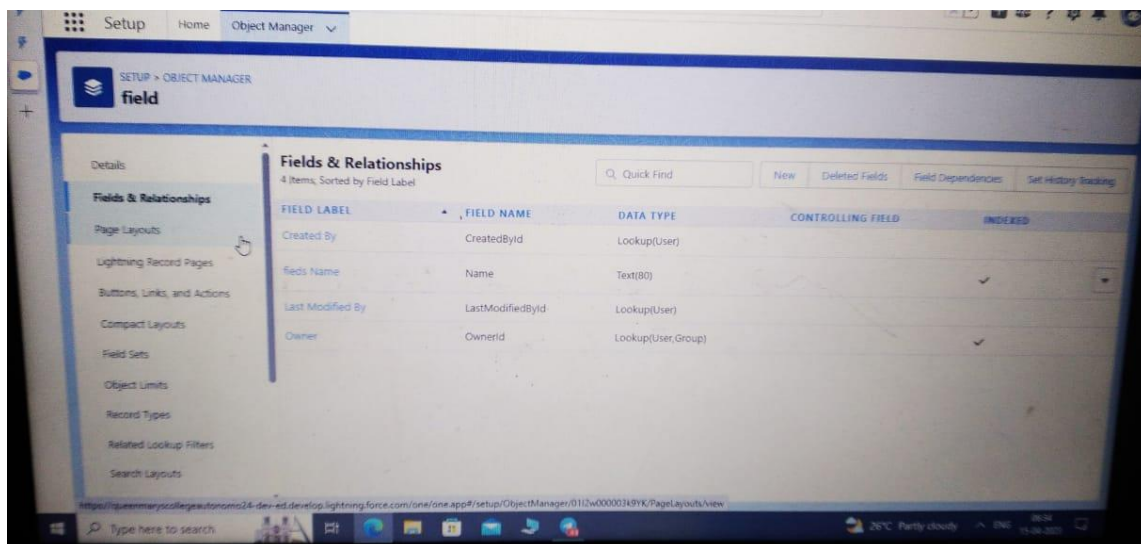 Setup Home Object Manager
SETUP > OBJECT MANAGER
field
Details
Fields & Relationships
Page Layouts
Lightning Record Pages
Buttons, Links, and Actions
Compact Layouts
Field Sets
Object Limits
Record Types
Related Lookup Filters
Search Layouts
Fields & Relationships
4 Items, Sorted by Field Label
Quick Find New Deleted Fields Field Dependencies Set History Tracking
FIELD LABEL FIELD NAME DATA TYPE CONTROLLING FIELD INDEXED
Created By CreatedById Lookup(User)
fieds Name Name Text(80)
Last Modified By LastModifiedById Lookup(User)
Owner OwnerId Lookup(User,Group)
Type here to search 26°C Partly cloudy ENG